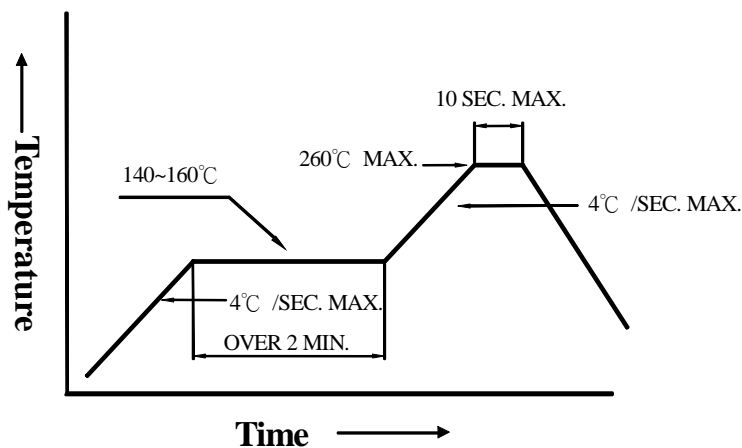 10 SEC. MAX.
260℃ MAX.
140~160℃
4℃ /SEC. MAX.
4℃ /SEC. MAX.
OVER 2 MIN.
Temperature
Time